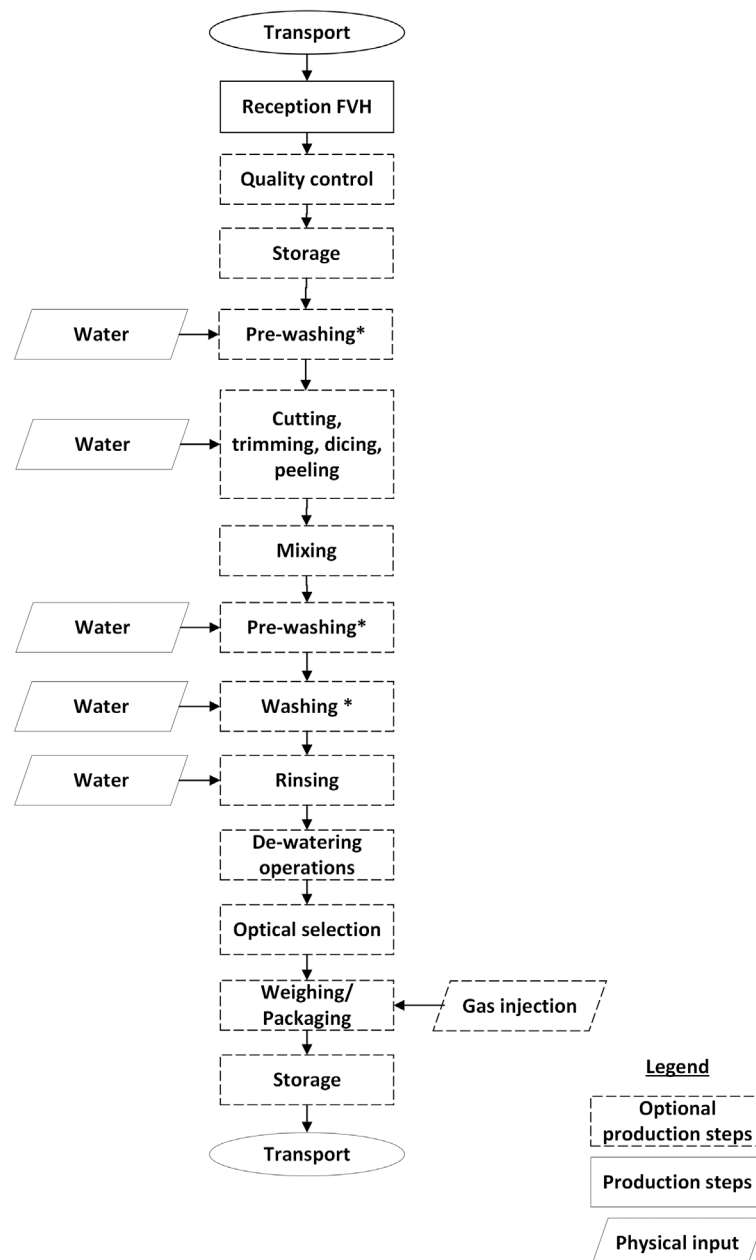 Transport
Reception FVH
Quality control
Storage
Water
Pre-washing*
Water
Cutting,
trimming, dicing,
peeling
Mixing
Water
Pre-washing*
Water
Washing *
Water
Rinsing
De-watering
operations
Optical selection
Weighing/
Packaging
Gas injection
Storage
Transport
Legend
Optional
production steps
Production steps
Physical input